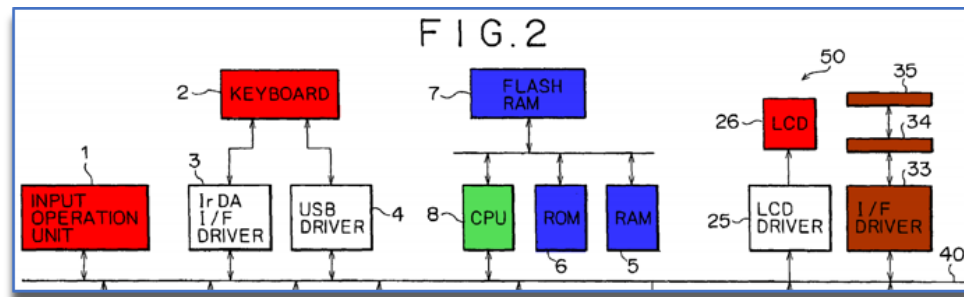 FIG.2
50
35
2
KEYBOARD
7
FLASH
RAM
26
LCD
34
1
3
33
INPUT
OPERATION
UNIT
IrDA
I/F
DRIVER
USB
DRIVER
4
8
CPU
ROM
RAM
25
LCD
DRIVER
I/F
DRIVER
6
5
40